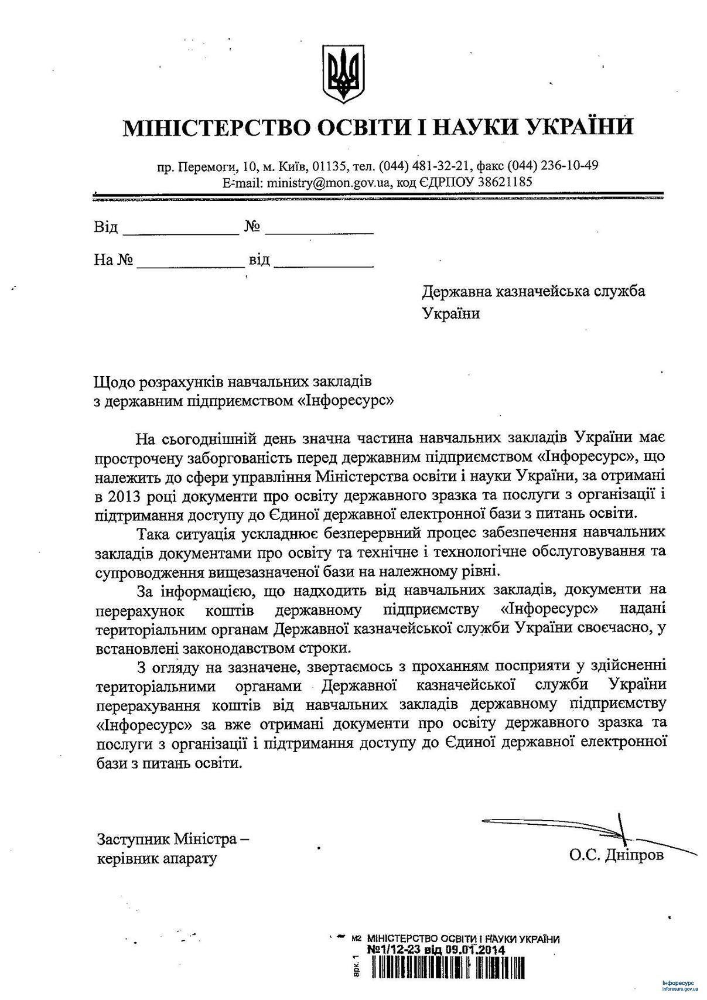 МІНІСТЕРСТВО ОСВІТИ І НАУКИ УКРАЇНИ
пр. Перемоги, 10, м. Київ, 01135, тел. (044) 481-32-21, факс (044) 236-10-49
E-mail: ministry@mon.gov.ua, код ЄДРПОУ 38621185
Від ______________ № ______________
На № ______________ від ______________
Державна казначейська служба
України
Щодо розрахунків навчальних закладів
з державним підприємством «Інфоресурс»
На сьогоднішній день значна частина навчальних закладів України має
прострочену заборгованість перед державним підприємством «Інфоресурс», що
належить до сфери управління Міністерства освіти і науки України, за отримані
в 2013 році документи про освіту державного зразка та послуги з організації і
підтримання доступу до Єдиної державної електронної бази з питань освіти.
Така ситуація ускладнює безперервний процес забезпечення навчальних
закладів документами про освіту та технічне і технологічне обслуговування та
супроводження вищезазначеної бази на належному рівні.
За інформацією, що надходить від навчальних закладів, документи на
перерахунок коштів державному підприємству «Інфоресурс» надані
територіальним органам Державної казначейської служби України своєчасно, у
встановлені законодавством строки.
З огляду на зазначене, звертаємось з проханням посприяти у здійсненні
територіальними органами Державної казначейської служби України
перерахування коштів від навчальних закладів державному підприємству
«Інфоресурс» за вже отримані документи про освіту державного зразка та
послуги з організації і підтримання доступу до Єдиної державної електронної
бази з питань освіти.
Заступник Міністра –
керівник апарату
О.С. Дніпров
М2 МІНІСТЕРСТВО ОСВІТИ І НАУКИ УКРАЇНИ
№1/12-23 від 09.01.2014
арк. 1
Інфоресурс
inforesurs.gov.ua